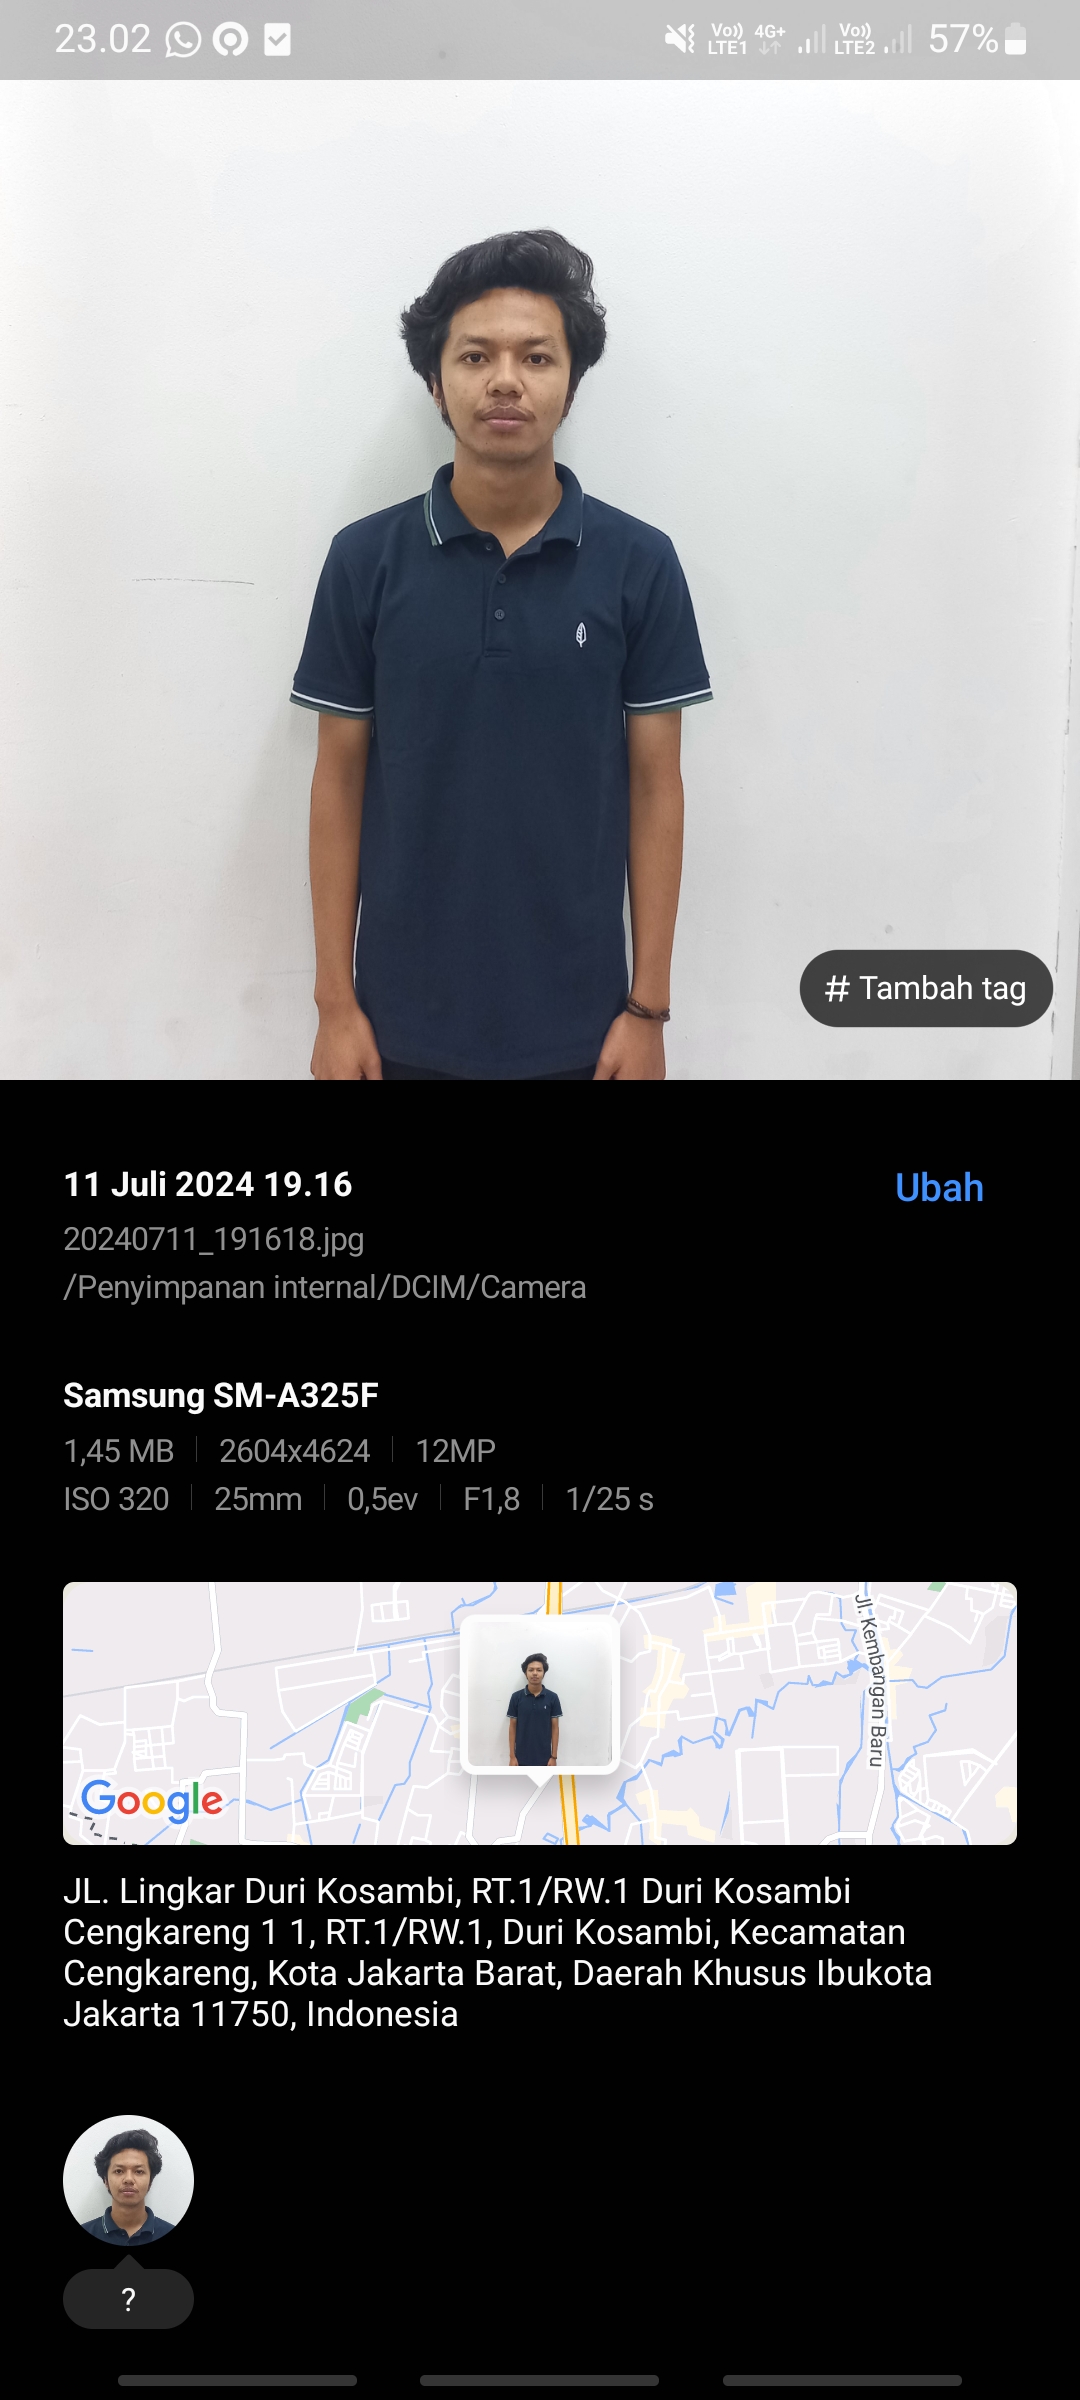 23.02
Vo)) LTE1 4G+ Vo)) LTE2 57%
# Tambah tag
11 Juli 2024 19.16
Ubah
20240711_191618.jpg
/Penyimpanan internal/DCIM/Camera
Samsung SM-A325F
1,45 MB 2604x4624 12MP
ISO 320 25mm 0,5ev F1,8 1/25 s
Jl. Kembangan Baru
Google
JL. Lingkar Duri Kosambi, RT.1/RW.1 Duri Kosambi
Cengkareng 1 1, RT.1/RW.1, Duri Kosambi, Kecamatan
Cengkareng, Kota Jakarta Barat, Daerah Khusus Ibukota
Jakarta 11750, Indonesia
?